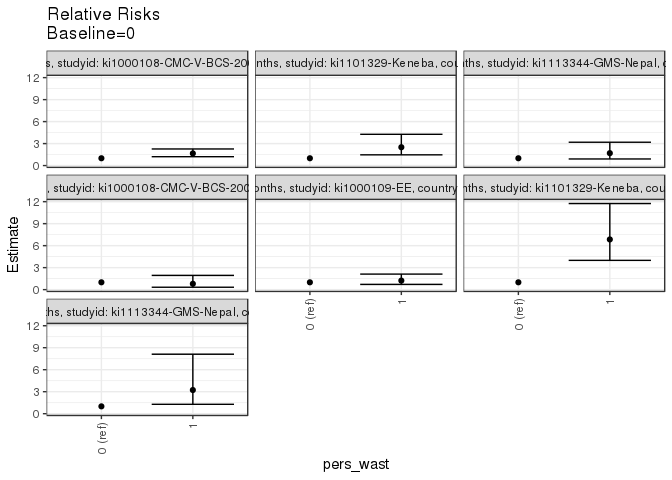 Relative Risks
Baseline=0
s, studyid: ki1000108-CMC-V-BCS-200
nths, studyid: ki1101329-Keneba, cou
nths, studyid: ki1113344-GMS-Nepal, c
12
9
6
3
0
, studyid: ki1000108-CMC-V-BCS-200
onths, studyid: ki1000109-EE, country
nths, studyid: ki1101329-Keneba, cou
12
9
6
3
0
Estimate
0 (ref)
1
0 (ref)
1
ths, studyid: ki1113344-GMS-Nepal, c
12
9
6
3
0
0 (ref)
1
pers_wast